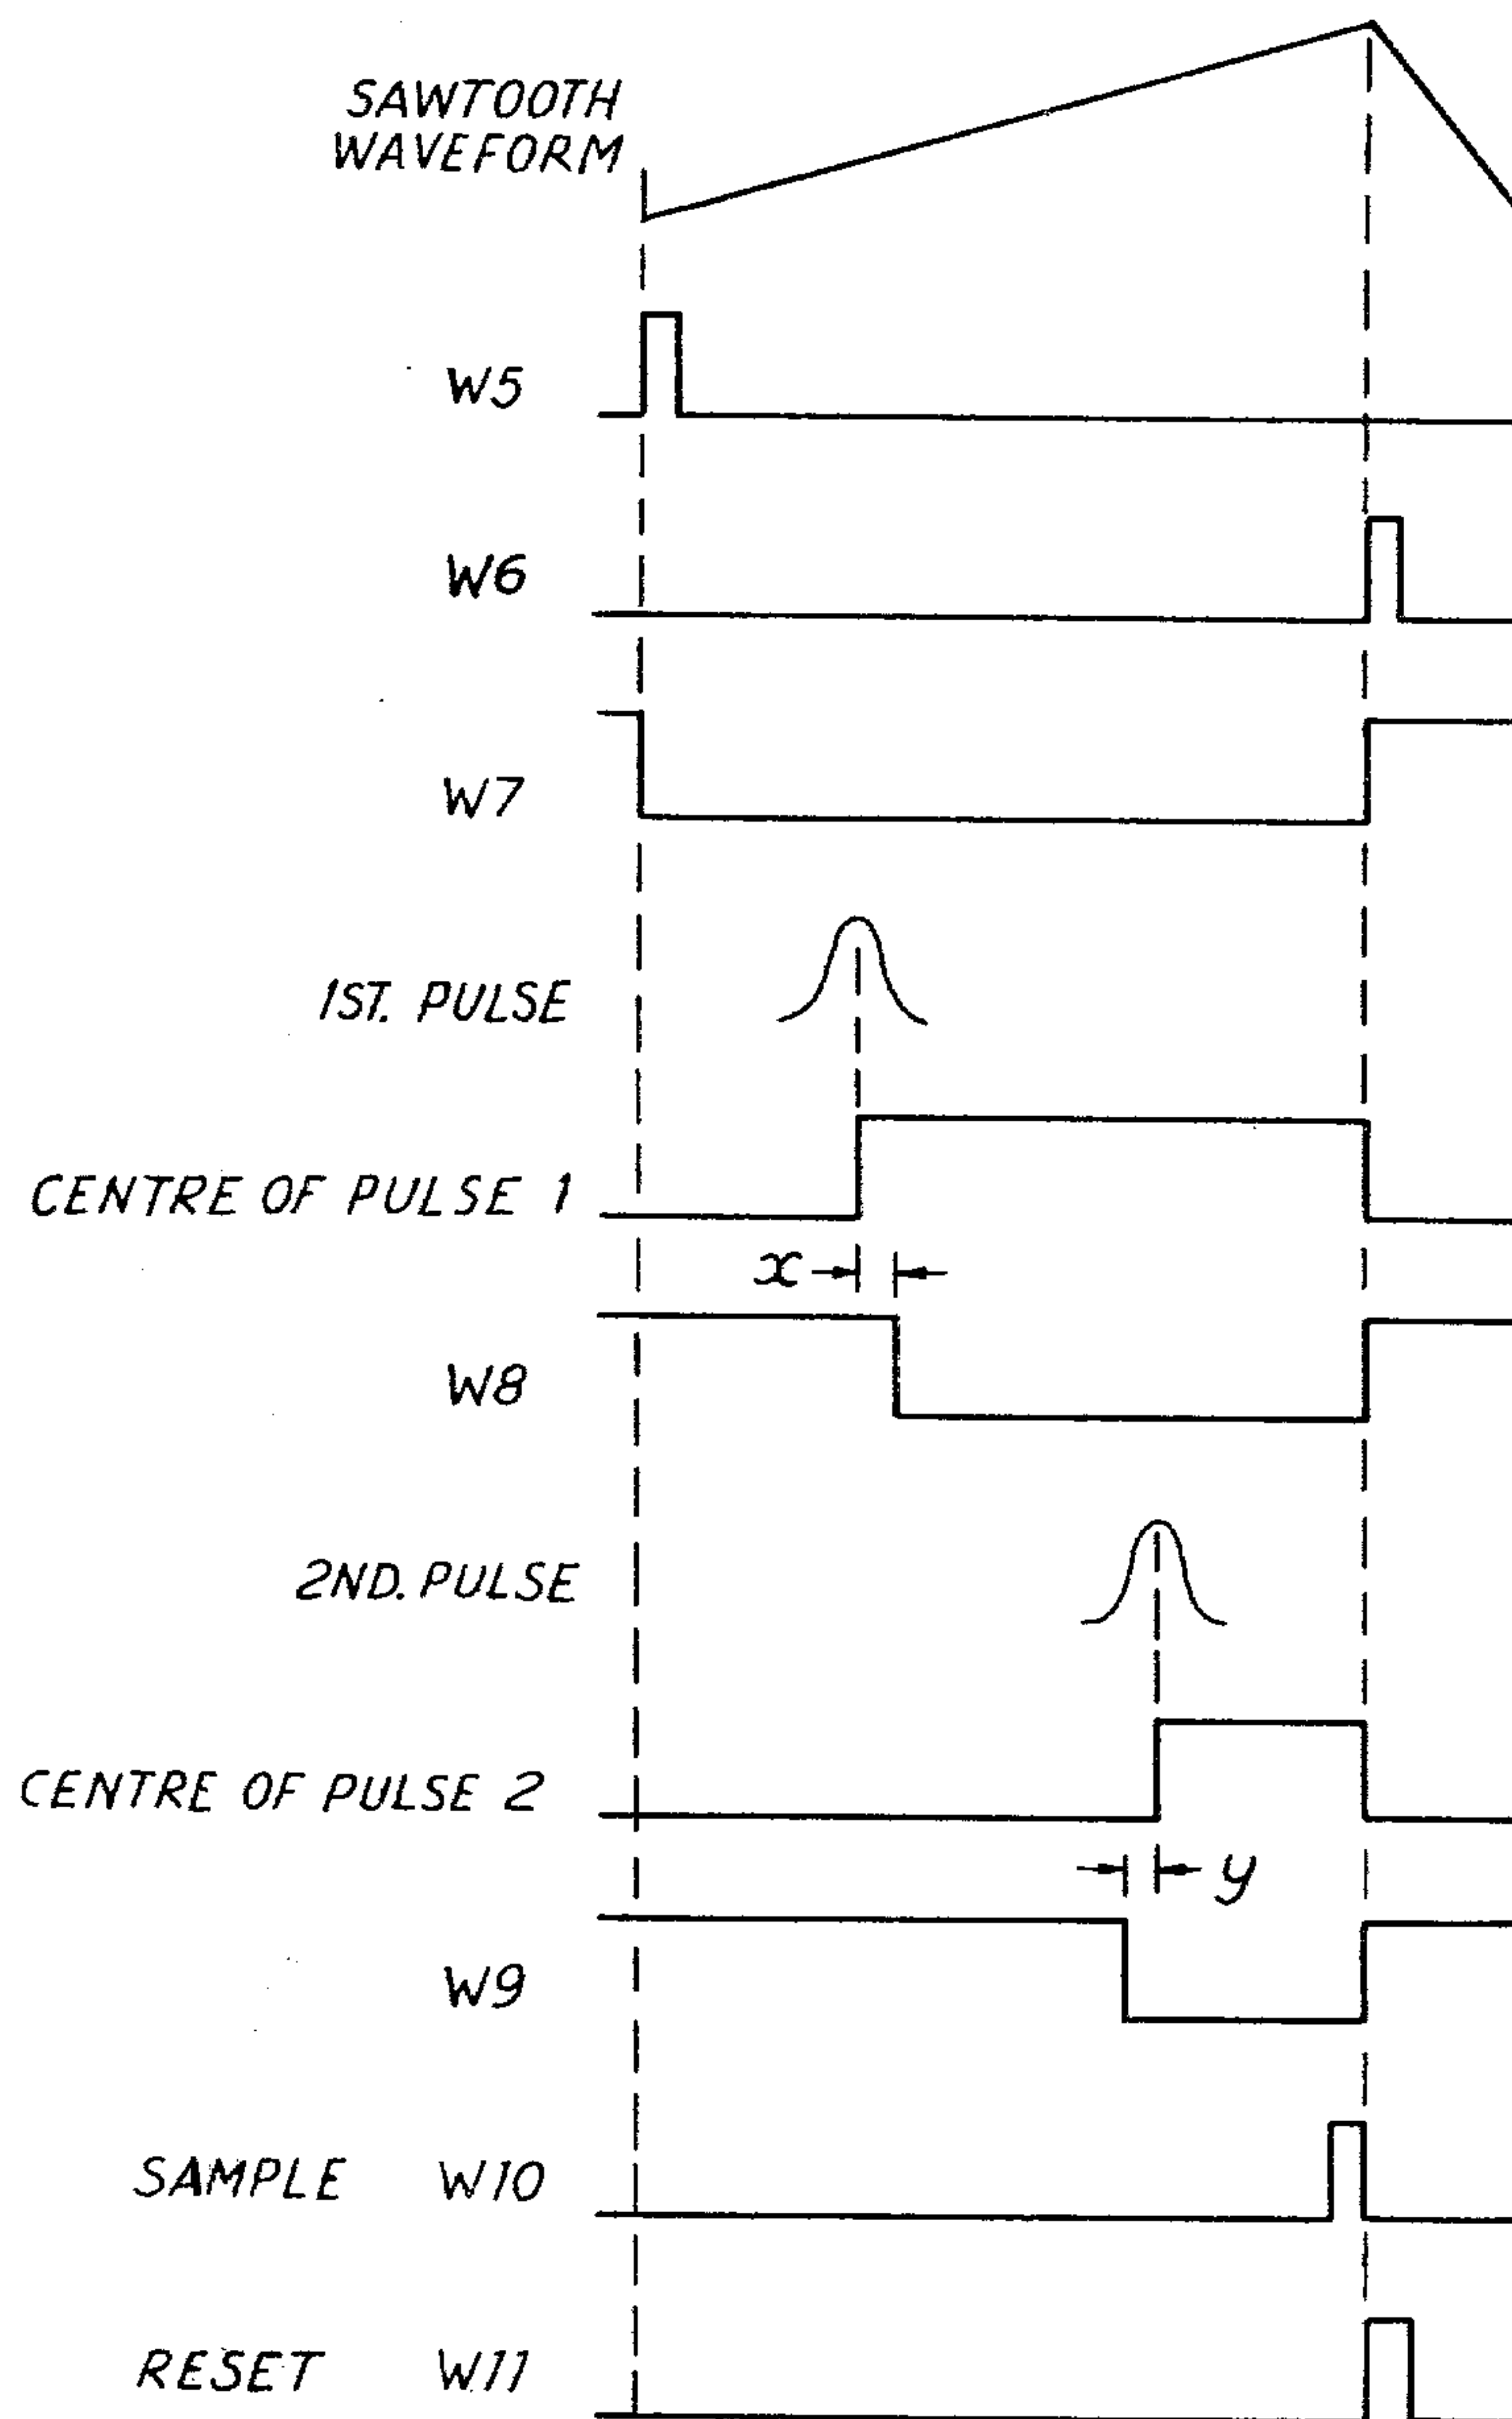 SAWTOOTH
WAVEFORM
W5
W6
W7
1ST. PULSE
CENTRE OF PULSE 1
x
W8
2ND. PULSE
CENTRE OF PULSE 2
y
W9
SAMPLE W10
RESET W11